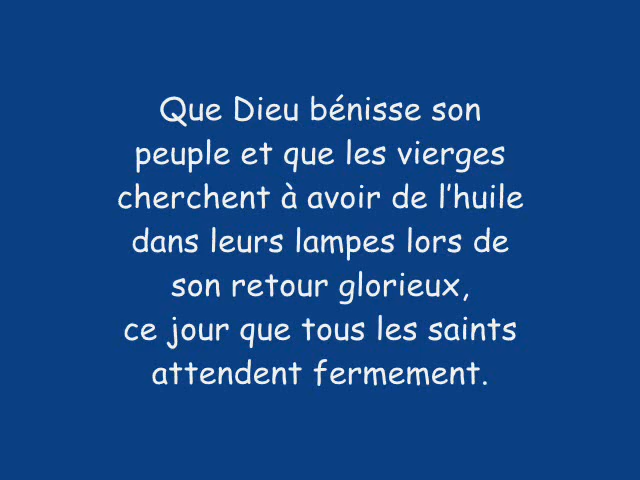 Que Dieu bénisse son
peuple et que les vierges
cherchent à avoir de l'huile
dans leurs lampes lors de
son retour glorieux,
ce jour que tous les saints
attendent fermement.